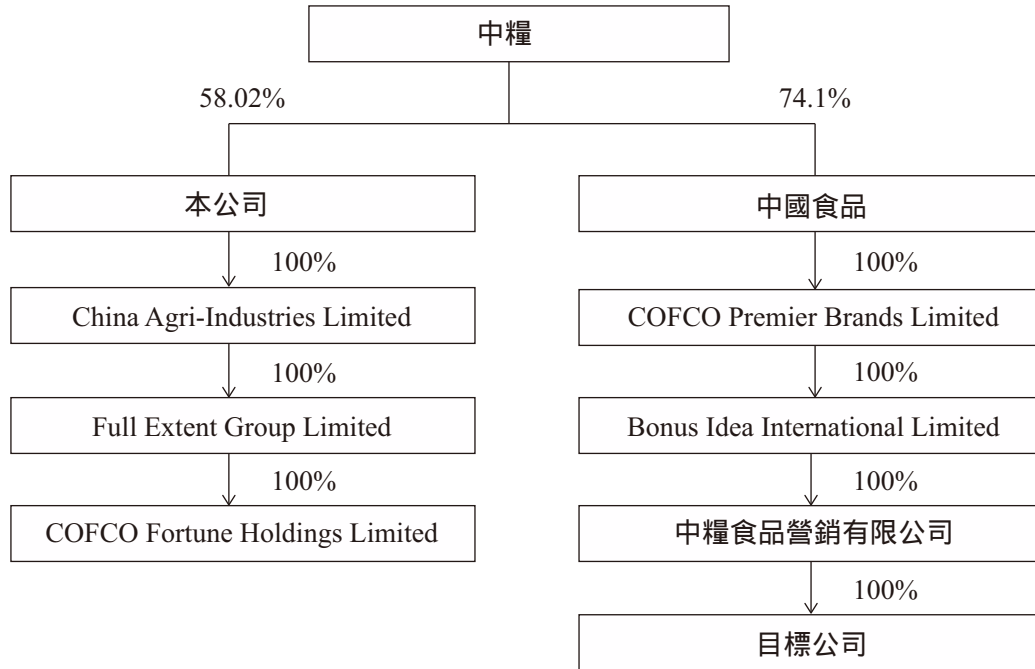 中糧
58.02%
74.1%
本公司
中國食品
100%
100%
China Agri-Industries Limited
COFCO Premier Brands Limited
100%
100%
Full Extent Group Limited
Bonus Idea International Limited
100%
100%
COFCO Fortune Holdings Limited
中糧食品營銷有限公司
100%
目標公司